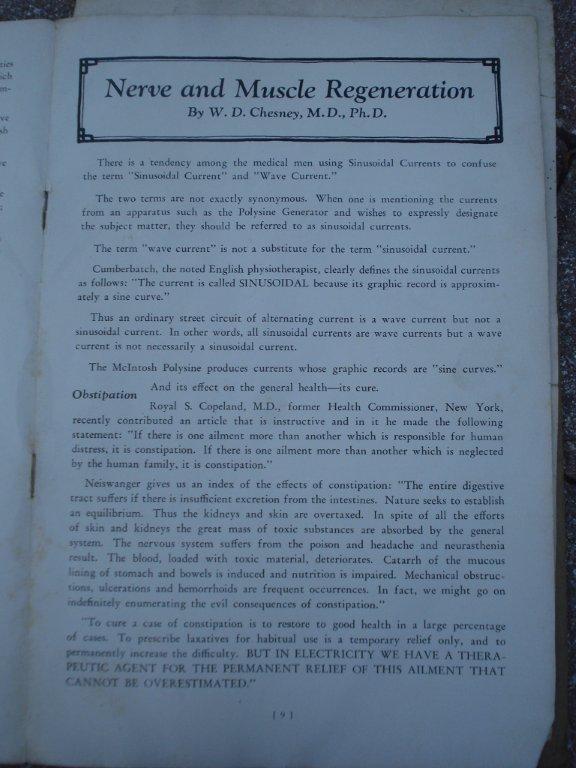 Nerve and Muscle Regeneration
By W. D. Chesney, M.D., Ph.D.
There is a tendency among the medical men using Sinusoidal Currents to confuse
the term "Sinusoidal Current" and "Wave Current."
The two terms are not exactly synonymous. When one is mentioning the currents
from an apparatus such as the Polysine Generator and wishes to expressly designate
the subject matter, they should be referred to as sinusoidal currents.
The term "wave current" is not a substitute for the term "sinusoidal current."
Cumberbatch, the noted English physiotherapist, clearly defines the sinusoidal currents
as follows: "The current is called SINUSOIDAL because its graphic record is approxim-
ately a sine curve."
Thus an ordinary street circuit of alternating current is a wave current but not a
sinusoidal current. In other words, all sinusoidal currents are wave currents but a wave
current is not necessarily a sinusoidal current.
The McIntosh Polysine produces currents whose graphic records are "sine curves."
Obstipation And its effect on the general health—its cure.
Royal S. Copeland, M.D., former Health Commissioner, New York,
recently contributed an article that is instructive and in it he made the following
statement: "If there is one ailment more than another which is responsible for human
distress, it is constipation. If there is one ailment more than another which is neglected
by the human family, it is constipation."
Neiswanger gives us an index of the effects of constipation: "The entire digestive
tract suffers if there is insufficient excretion from the intestines. Nature seeks to establish
an equilibrium. Thus the kidneys and skin are overtaxed. In spite of all the efforts
of skin and kidneys the great mass of toxic substances are absorbed by the general
system. The nervous system suffers from the poison and headache and neurasthenia
result. The blood, loaded with toxic material, deteriorates. Catarrh of the mucous
lining of stomach and bowels is induced and nutrition is impaired. Mechanical obstruc-
tions, ulcerations and hemorrhoids are frequent occurrences. In fact, we might go on
indefinitely enumerating the evil consequences of constipation."
"To cure a case of constipation is to restore to good health in a large percentage
of cases. To prescribe laxatives for habitual use is a temporary relief only, and to
permanently increase the difficulty. BUT IN ELECTRICITY WE HAVE A THERA-
PEUTIC AGENT FOR THE PERMANENT RELIEF OF THIS AILMENT THAT
CANNOT BE OVERESTIMATED."
[ 9 ]